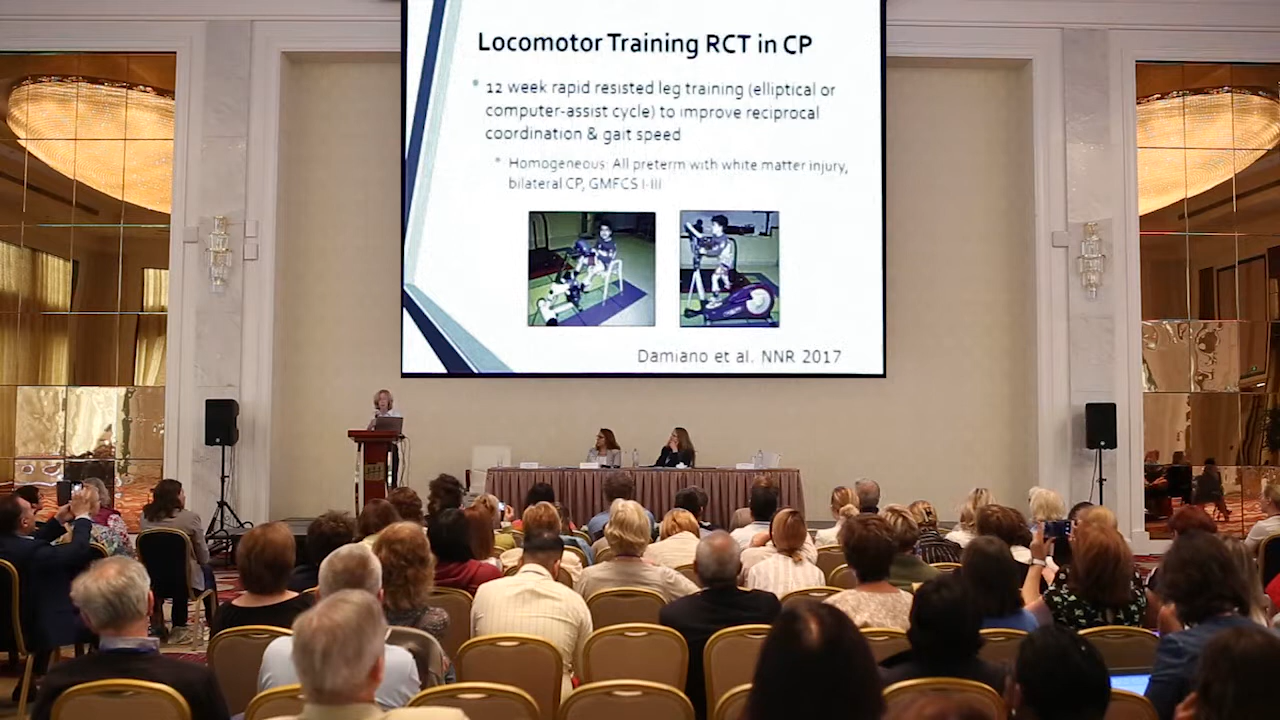 Locomotor Training RCT in CP
12 week rapid resisted leg training (elliptical or
computer-assist cycle) to improve reciprocal
coordination & gait speed
Homogeneous: All preterm with white matter injury,
bilateral CP, GMFCS I-III
Damiano et al. NNR 2017